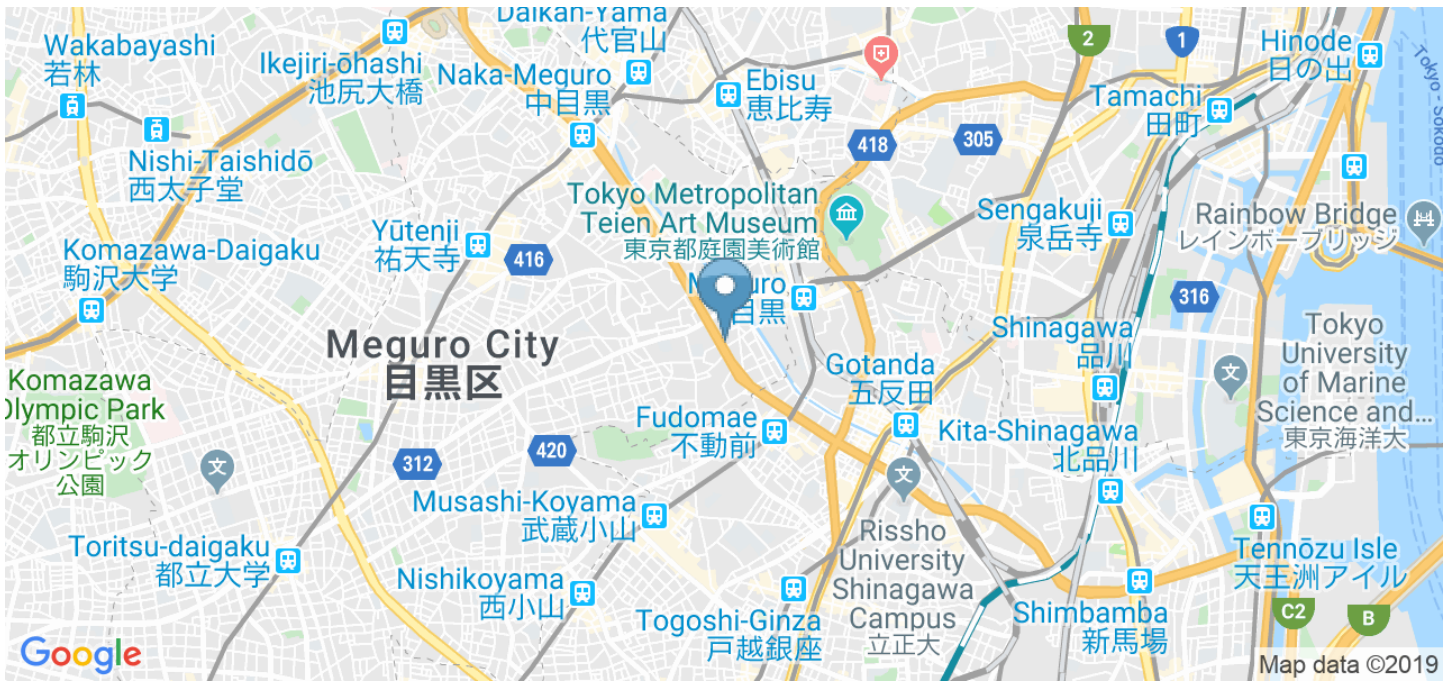 Daikan-Yama
代官山
Wakabayashi
若林
Ikejiri-ōhashi
池尻大橋
Naka-Meguro
中目黒
Ebisu
恵比寿
2
1
Hinode
日の出
Tamachi
田町
Tokyo - Sokodo
Nishi-Taishidō
西太子堂
418
305
Tokyo Metropolitan
Teien Art Museum
東京都庭園美術館
Sengakuji
泉岳寺
Rainbow Bridge
レインボーブリッジ
Komazawa-Daigaku
駒沢大学
Yūtenji
祐天寺
416
目黒
316
Meguro City
目黒区
Shinagawa
品川
Tokyo
University
of Marine
Science and...
東京海洋大
Gotanda
五反田
Komazawa
Olympic Park
都立駒沢
オリンピック
公園
文
文
Fudomae
不動前
Kita-Shinagawa
北品川
312
420
文
Musashi-Koyama
武蔵小山
Rissho
University
Shinagawa
Campus
立正大
Toritsu-daigaku
都立大学
Nishikoyama
西小山
Togoshi-Ginza
戸越銀座
Tennōzu Isle
天王洲アイル
Shimbamba
新馬場
C2
B
Google
Map data ©2019